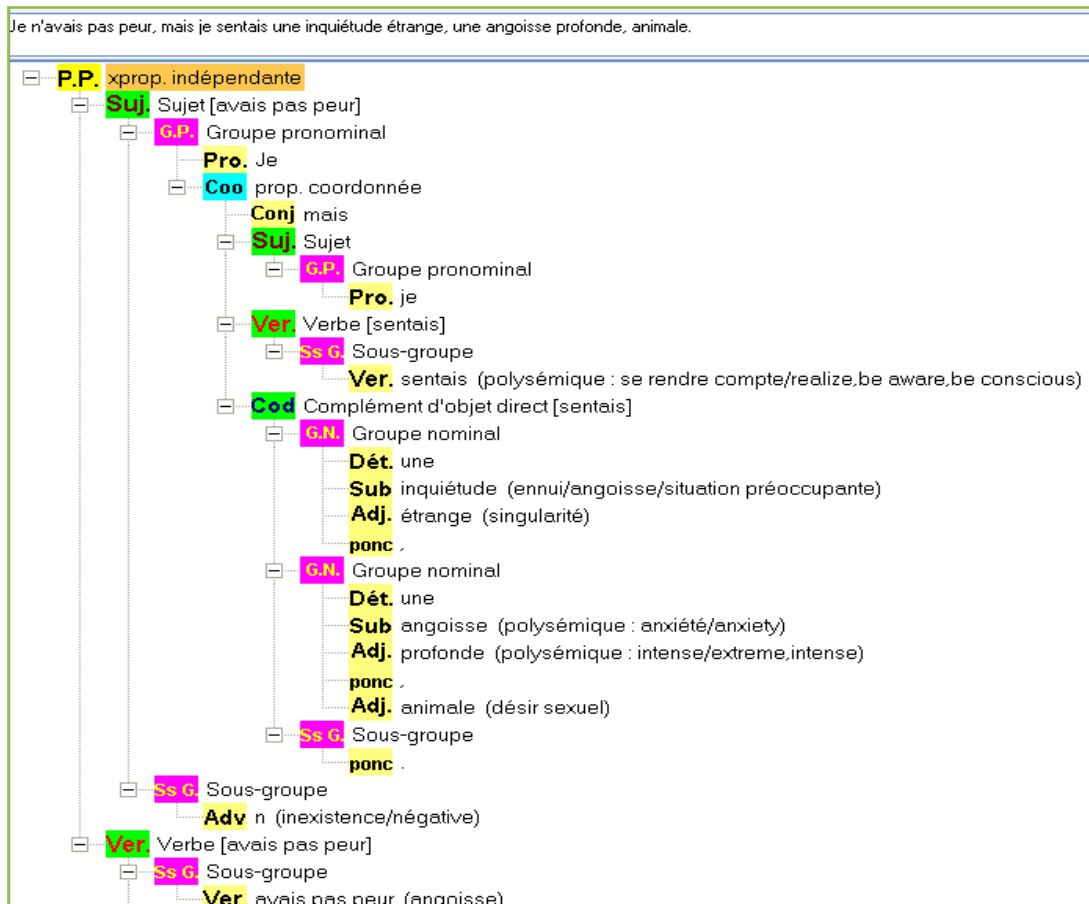 Je n'avais pas peur, mais je sentais une inquiétude étrange, une angoisse profonde, animale.
P.P. xprop. indépendante
Suj. Sujet [avais pas peur]
G.P. Groupe pronominal
Pro. Je
Coo prop. coordonnée
Conj mais
Suj. Sujet
G.P. Groupe pronominal
Pro. je
Ver. Verbe [sentais]
Ss G. Sous-groupe
Ver. sentais (polysémique : se rendre compte/realize,be aware,be conscious)
Cod Complément d'objet direct [sentais]
G.N. Groupe nominal
Dét. une
Sub inquiétude (ennui/angoisse/situation préoccupante)
Adj. étrange (singularité)
ponc ,
G.N. Groupe nominal
Dét. une
Sub angoisse (polysémique : anxiété/anxiety)
Adj. profonde (polysémique : intense/extreme,intense)
ponc ,
Adj. animale (désir sexuel)
Ss G. Sous-groupe
ponc .
Ss G. Sous-groupe
Adv n (inexistence/négative)
Ver. Verbe [avais pas peur]
Ss G. Sous-groupe
Ver. avais pas peur (angoisse)